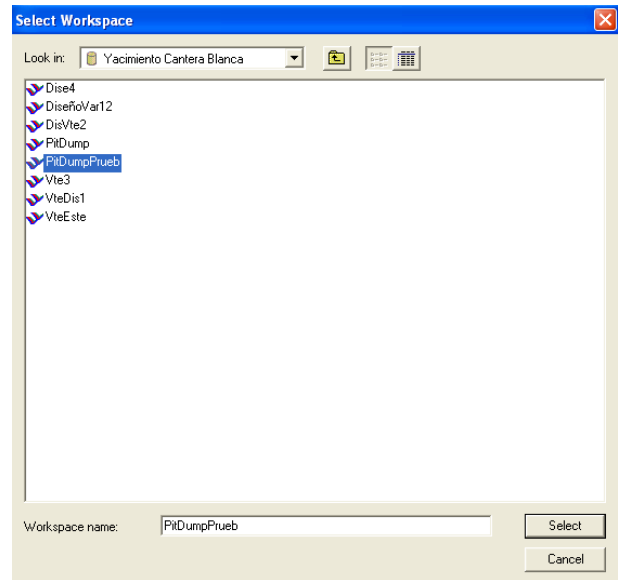 Select Workspace
Look in: Yacimiento Cantera Blanca
Dise4
DiseñoVar12
DisVte2
PitDump
PitDumpPrueb
Vte3
VteDis1
VteEste
Workspace name: PitDumpPrueb
Select
Cancel